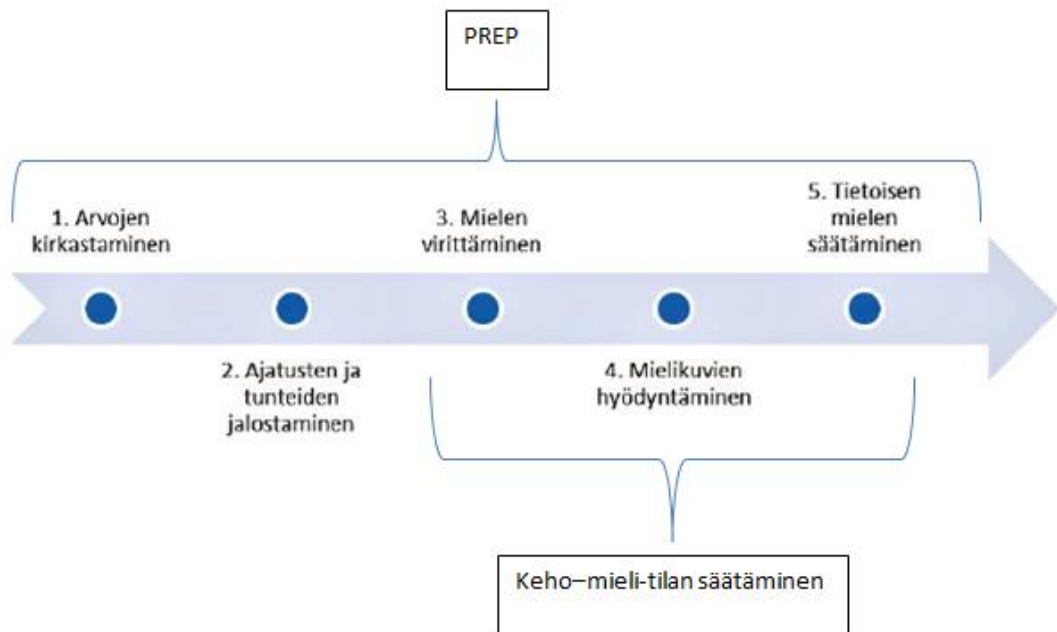 PREP
1. Arvojen
kirkastaminen
3. Mielen
virittäminen
5. Tietoisen
mielen
säätäminen
2. Ajatusten ja
tunteiden
jalostaminen
4. Mielikuvien
hyödyntäminen
Keho–mieli-tilan säätäminen